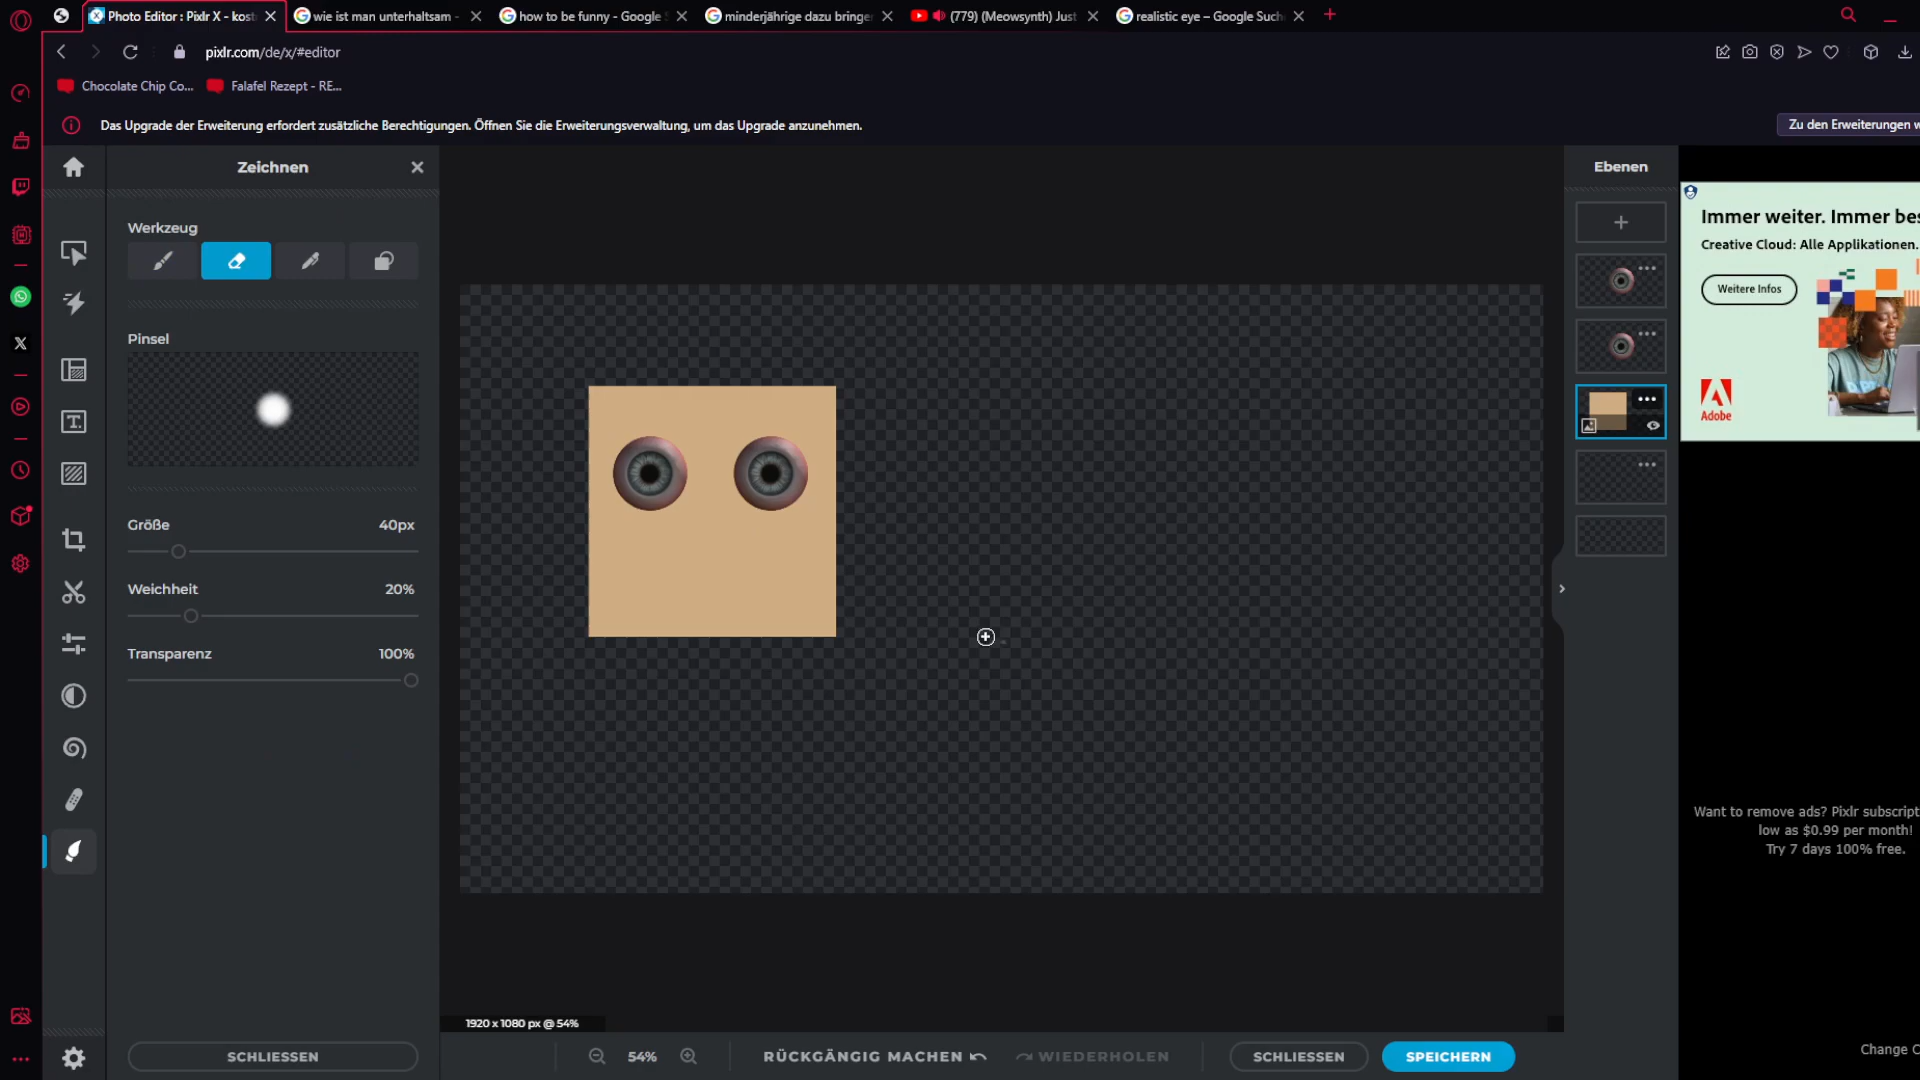 Photo Editor : Pixlr X - kost
wie ist man unterhaltsam -
how to be funny - Google S
minderjährige dazu bringen
(779) (Meowsynth) Just
realistic eye – Google Such
pixlr.com/de/x/#editor
Chocolate Chip Co...
Falafel Rezept - RE...
Das Upgrade der Erweiterung erfordert zusätzliche Berechtigungen. Öffnen Sie die Erweiterungsverwaltung, um das Upgrade anzunehmen.
Zu den Erweiterungen w
Zeichnen
Werkzeug
Pinsel
Größe
40px
Weichheit
20%
Transparenz
100%
SCHLIESSEN
1920 x 1080 px @ 54%
54%
RÜCKGÄNGIG MACHEN
WIEDERHOLEN
SCHLIESSEN
SPEICHERN
Ebenen
Immer weiter. Immer bes
Creative Cloud: Alle Applikationen.
Weitere Infos
Adobe
Want to remove ads? Pixlr subscript
low as $0.99 per month!
Try 7 days 100% free.
Change C